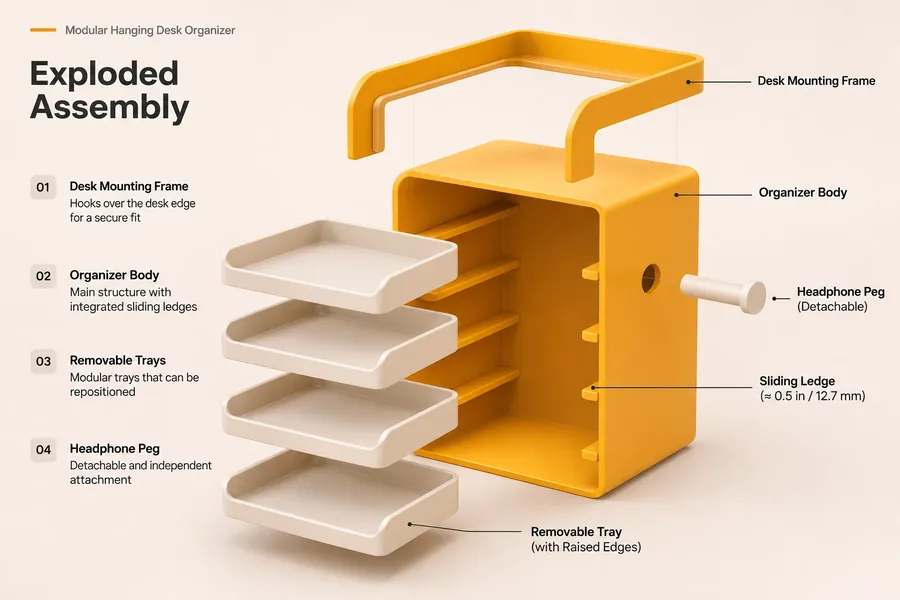 Modular Hanging Desk Organizer
Exploded
Assembly
01
Desk Mounting Frame
Hooks over the desk edge
for a secure fit
02
Organizer Body
Main structure with
integrated sliding ledges
03
Removable Trays
Modular trays that can be
repositioned
04
Headphone Peg
Detachable and independent
attachment
Desk Mounting Frame
Organizer Body
Headphone Peg
(Detachable)
Sliding Ledge
(≈ 0.5 in / 12.7 mm)
Removable Tray
(with Raised Edges)